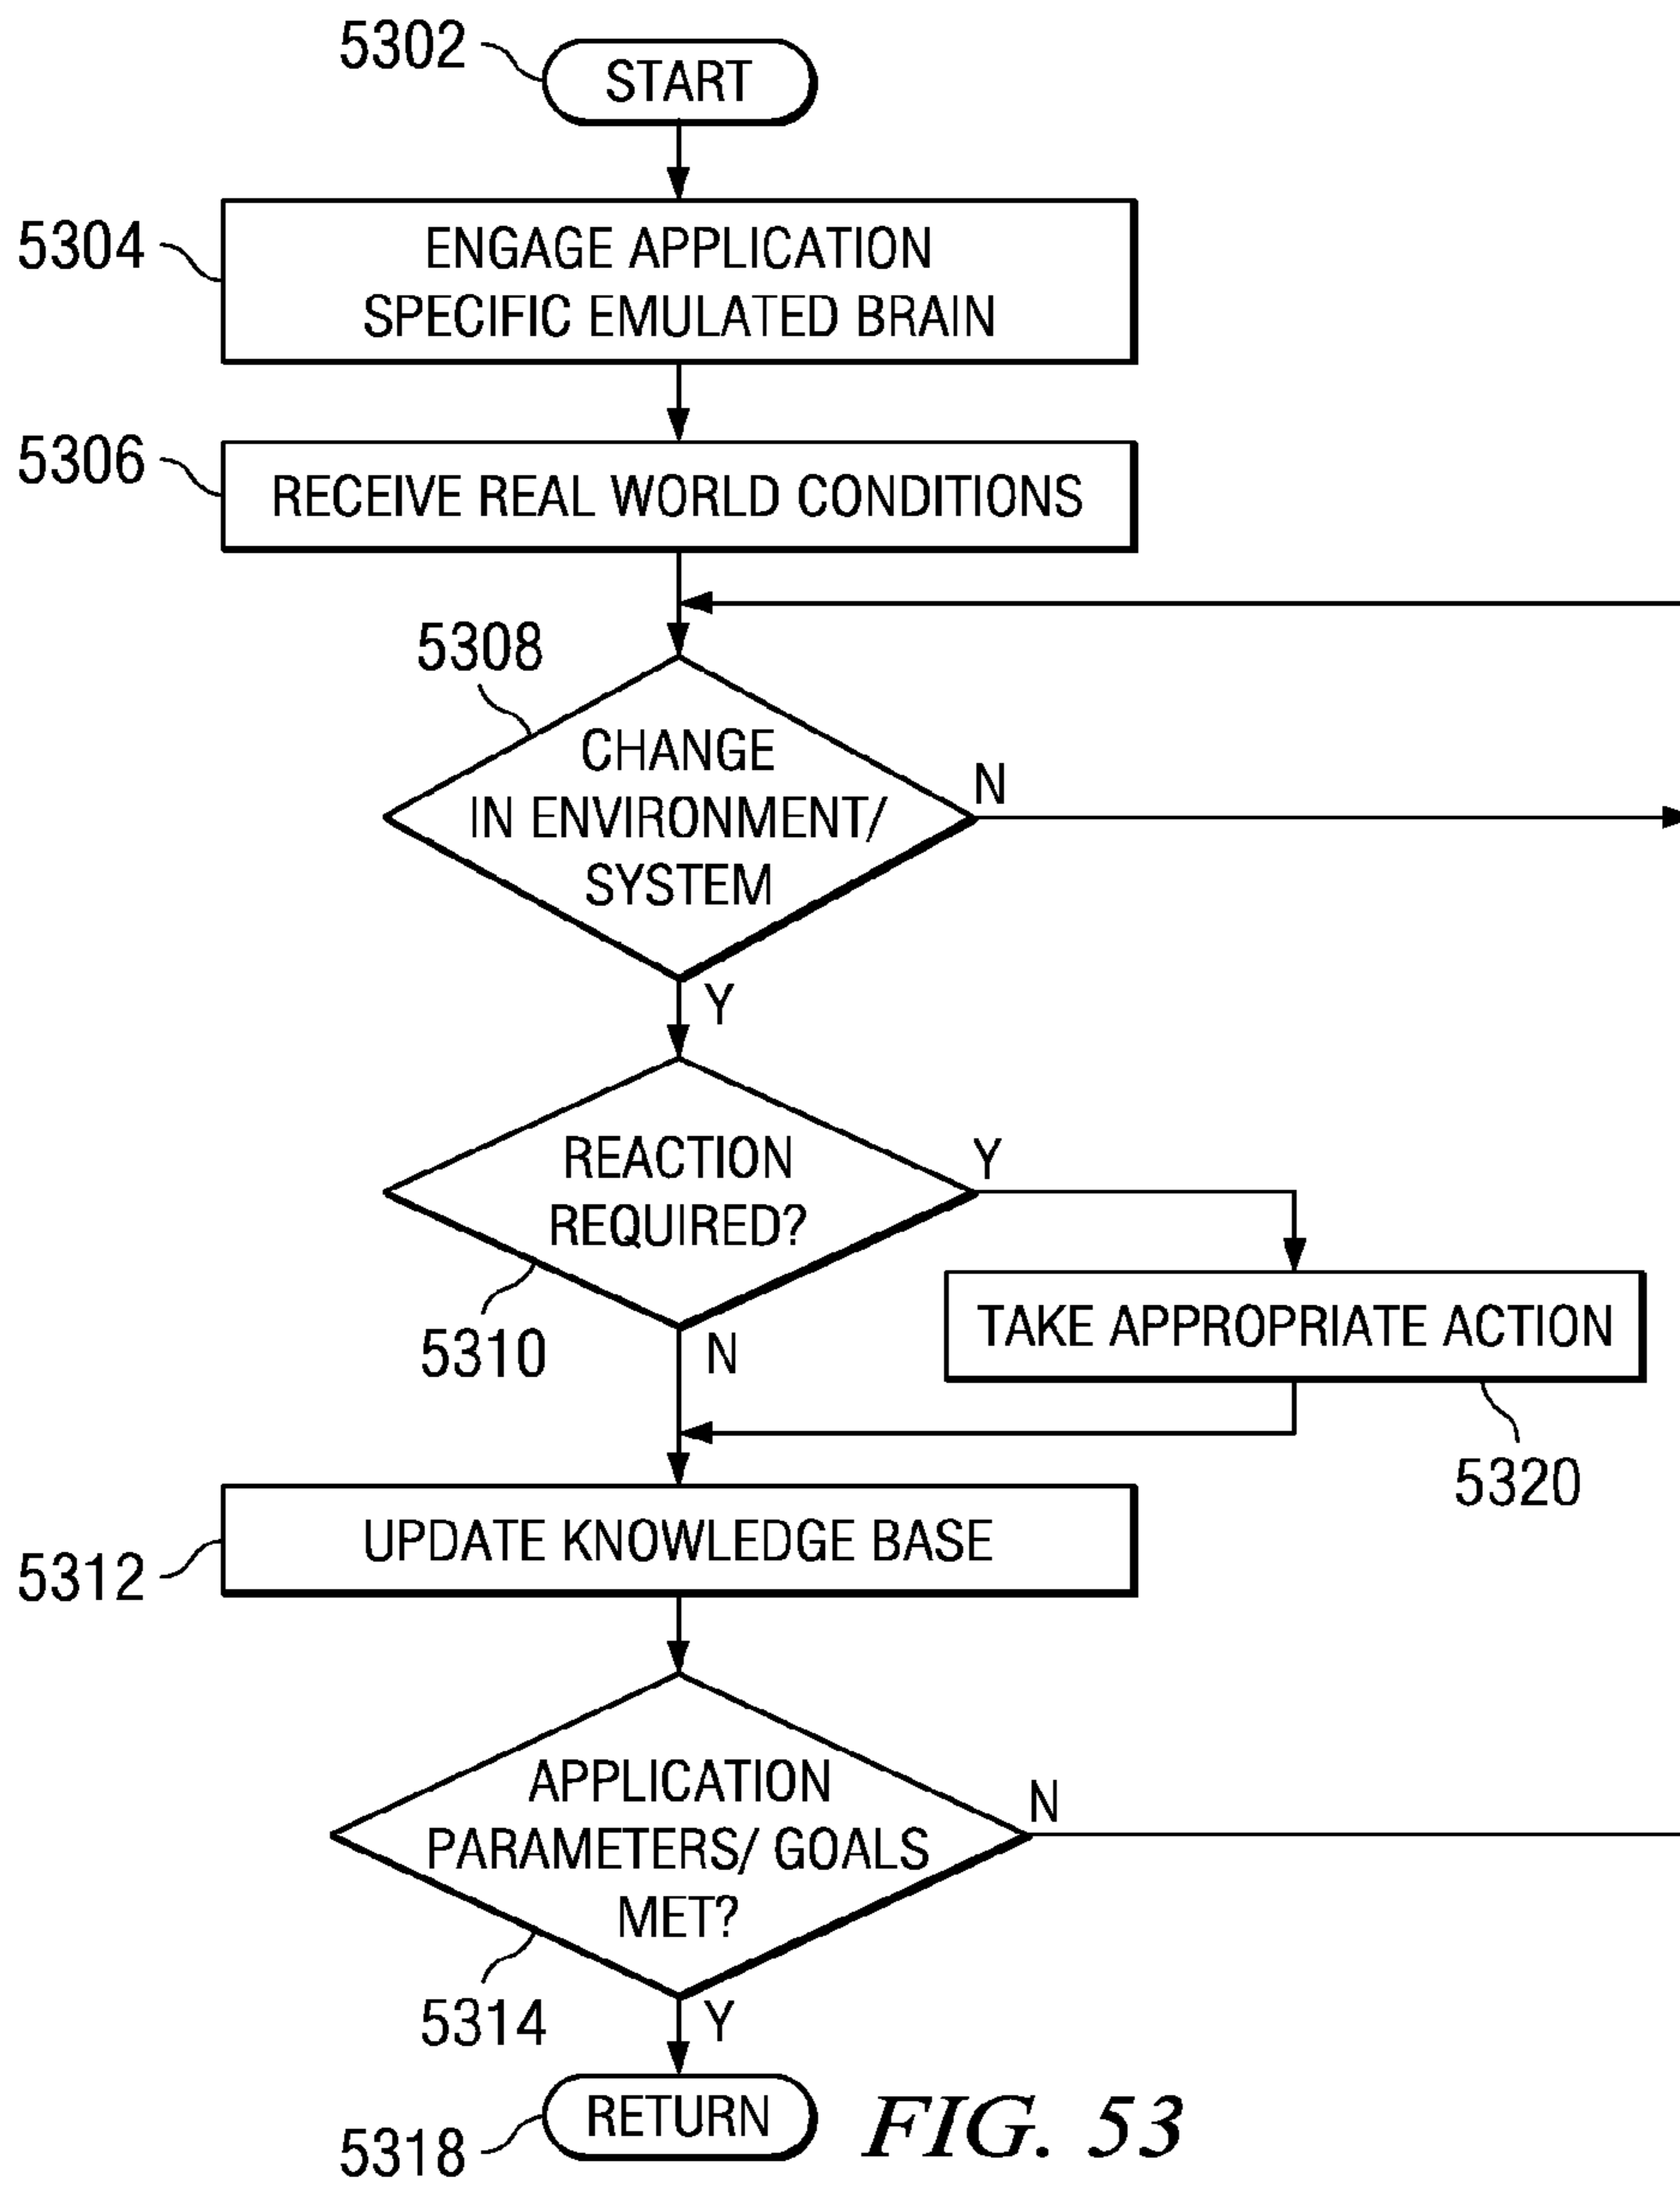 5302
START
5304
ENGAGE APPLICATION
SPECIFIC EMULATED BRAIN
5306
RECEIVE REAL WORLD CONDITIONS
5308
CHANGE
IN ENVIRONMENT/
SYSTEM
N
Y
REACTION
REQUIRED?
Y
5310
N
TAKE APPROPRIATE ACTION
5320
UPDATE KNOWLEDGE BASE
5312
APPLICATION
PARAMETERS/ GOALS
MET?
N
5314
Y
RETURN
5318
FIG. 53